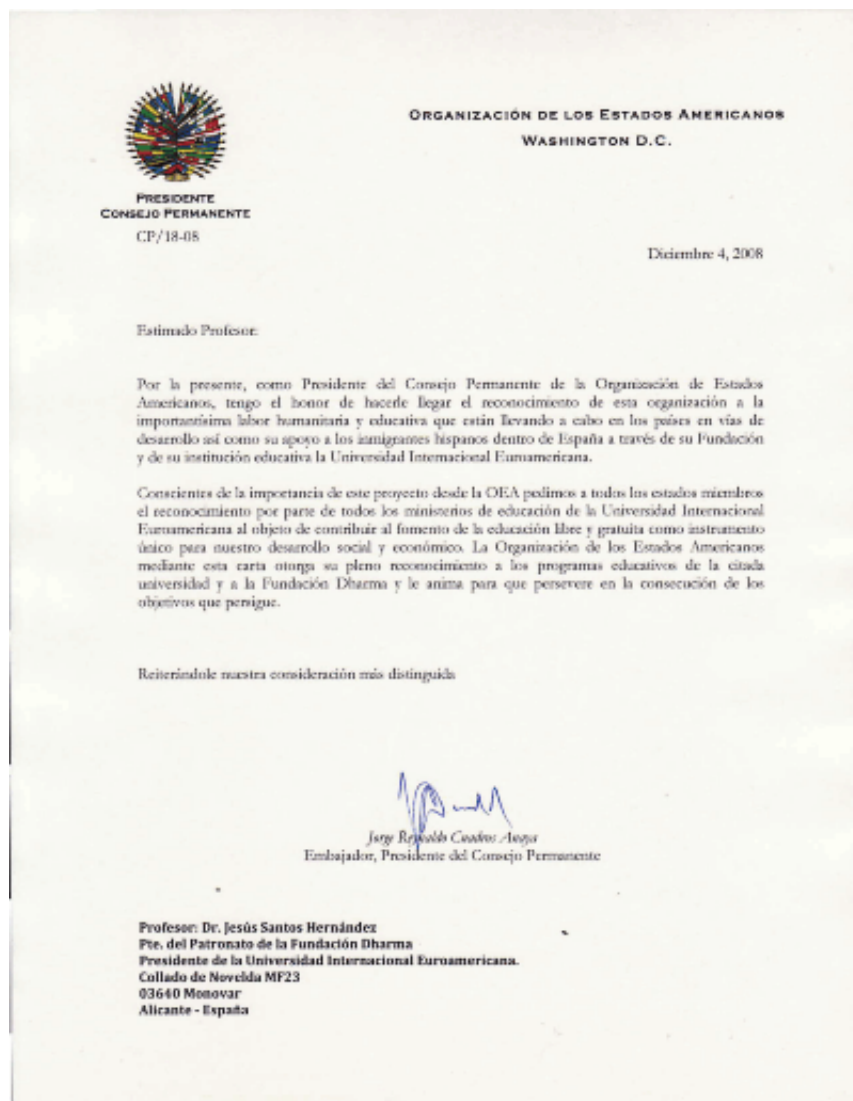 ORGANIZACIÓN DE LOS ESTADOS AMERICANOS
WASHINGTON D.C.
PRESIDENTE
CONSEJO PERMANENTE
CP/18-08
Diciembre 4, 2008
Estimado Profesor:
Por la presente, como Presidente del Consejo Permanente de la Organización de Estados
Americanos, tengo el honor de hacerle llegar el reconocimiento de esta organización a la
importantísima labor humanitaria y educativa que están llevando a cabo en los países en vías de
desarrollo así como su apoyo a los inmigrantes hispanos dentro de España a través de su Fundación
y de su institución educativa la Universidad Internacional Euroamericana.
Conscientes de la importancia de este proyecto desde la OEA pedimos a todos los estados miembros
el reconocimiento por parte de todos los ministerios de educación de la Universidad Internacional
Euroamericana al objeto de contribuir al fomento de la educación libre y gratuita como instrumento
único para nuestro desarrollo social y económico. La Organización de los Estados Americanos
mediante esta carta otorga su pleno reconocimiento a los programas educativos de la citada
universidad y a la Fundación Dharma y le anima para que persevere en la consecución de los
objetivos que persigue.
Reiterándole nuestra consideración más distinguida
Jorge Reynaldo Cuadros Anaya
Embajador, Presidente del Consejo Permanente
Profesor: Dr. Jesús Santos Hernández
Pte. del Patronato de la Fundación Dharma
Presidente de la Universidad Internacional Euroamericana.
Collado de Novelda MF23
03640 Monovar
Alicante - España